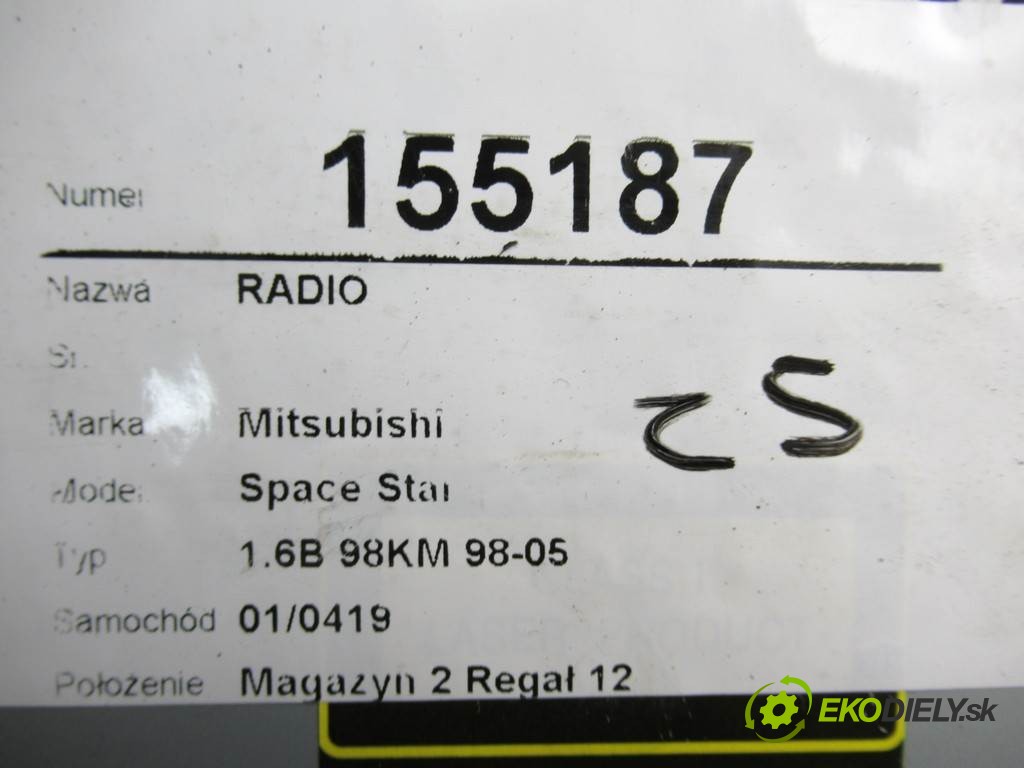 Numer 155187
Nazwa RADIO
Sr.
Marka Mitsubishi
Model Space Star
Typ 1.6B 98KM 98-05
Samochód 01/0419
Położenie Magazyn 2 Regał 12
EKODIELY.sk